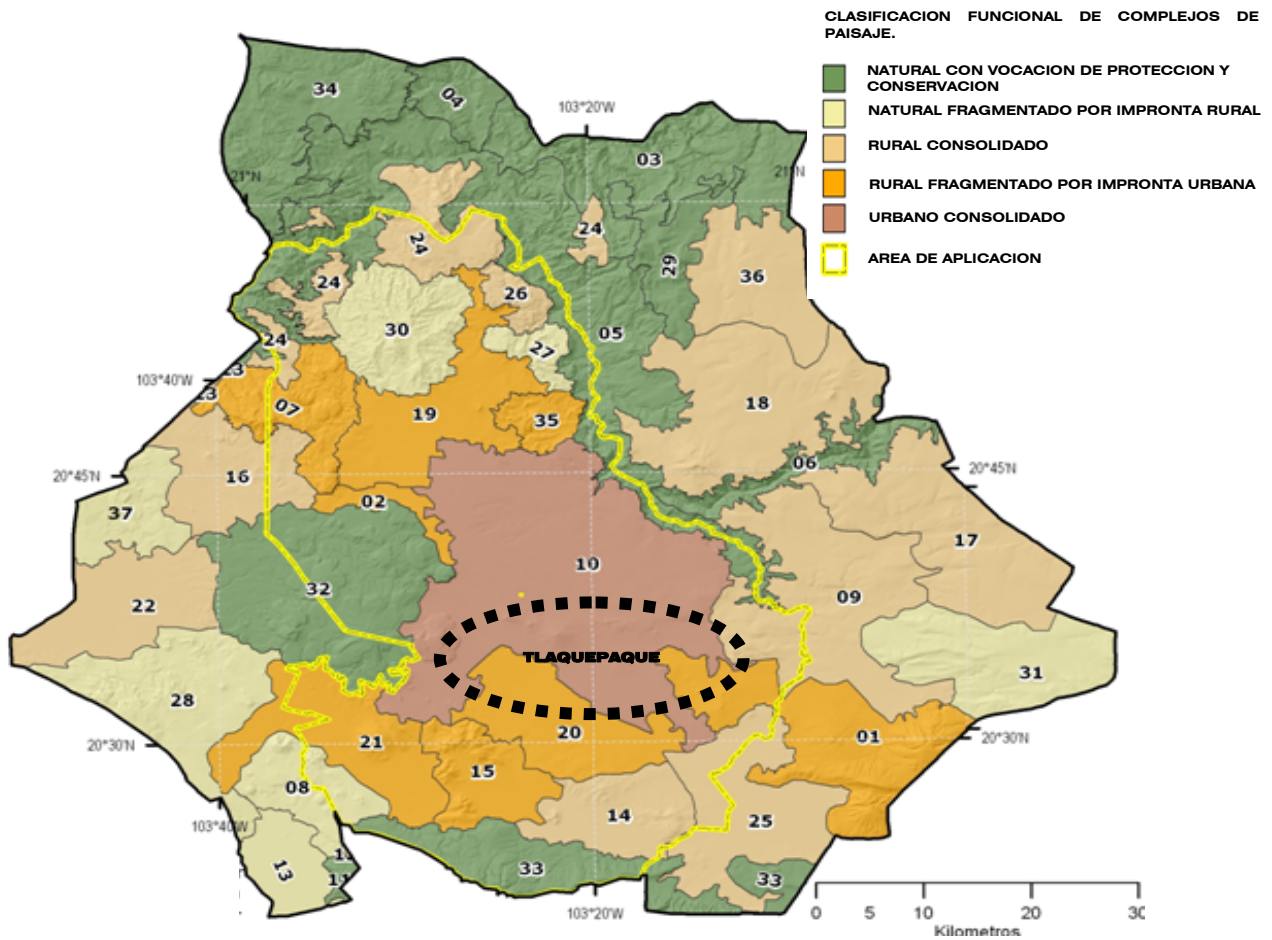 CLASIFICACION FUNCIONAL DE COMPLEJOS DE
PAISAJE.
NATURAL CON VOCACION DE PROTECCION Y
CONSERVACION
NATURAL FRAGMENTADO POR IMPRONTA RURAL
RURAL CONSOLIDADO
RURAL FRAGMENTADO POR IMPRONTA URBANA
URBANO CONSOLIDADO
AREA DE APLICACION
34
04
103°20'W
03
21°N
21°N
24
24
29
36
24
26
30
05
27
24
103°40'W
07
19
35
18
06
16
20°45'N
20°45'N
02
37
17
10
32
22
09
TLAQUEPAQUE
31
28
20
01
21
20°30'N
20°30'N
15
08
14
25
103°40'W
13
33
33
103°20'W
0 5 10 20 30
Kilometros